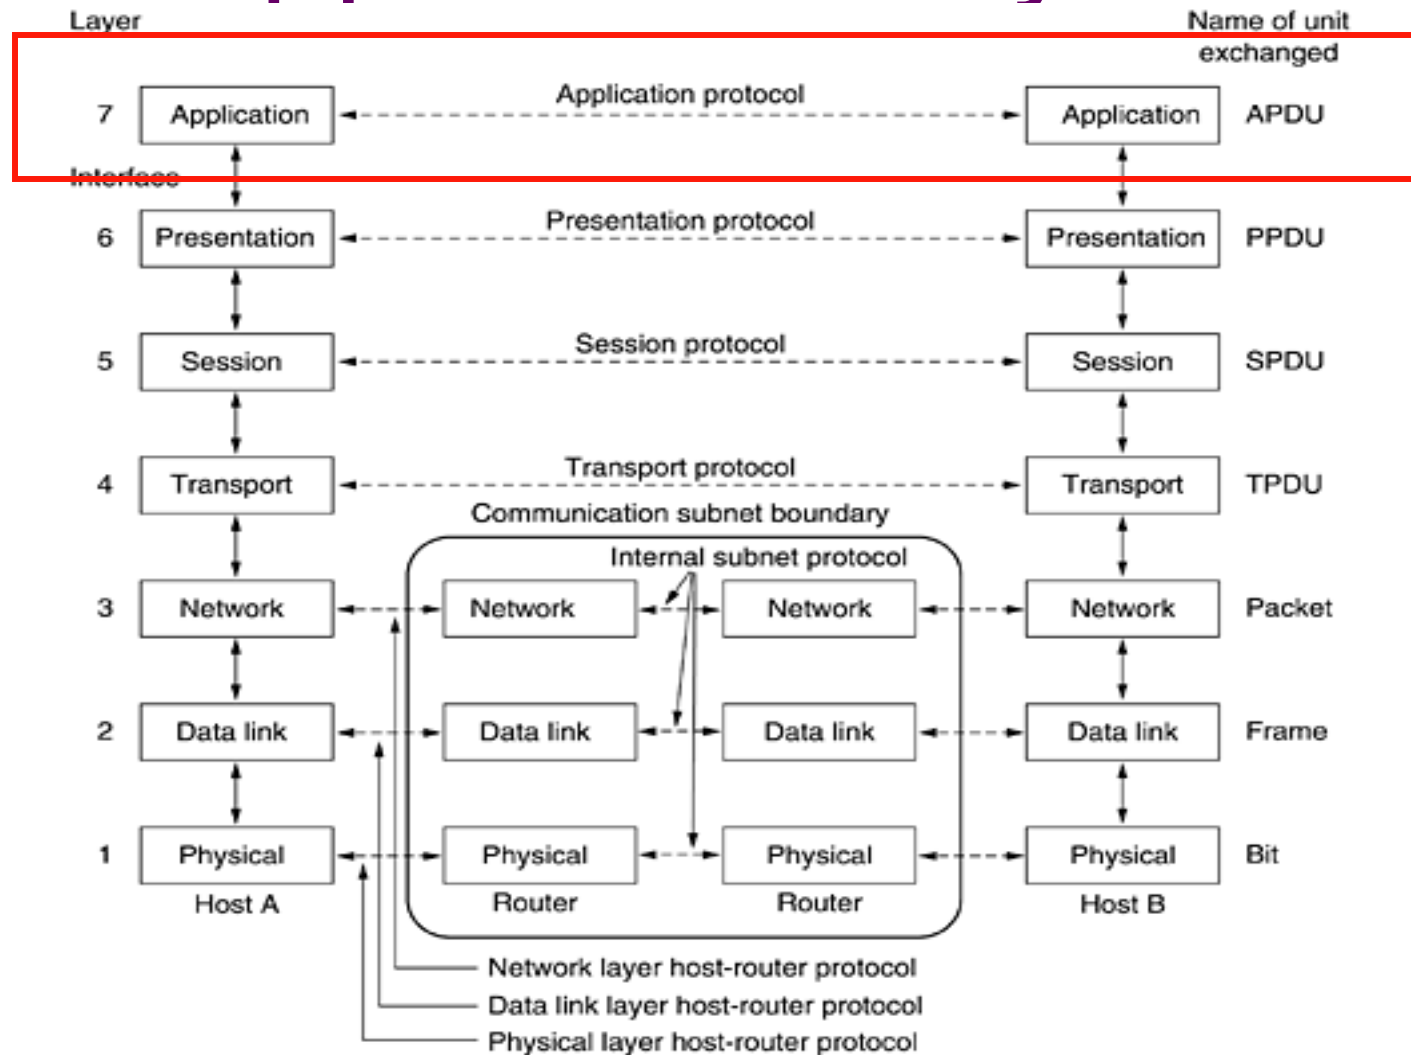 Layer
Name of unit
exchanged
7 Application Application protocol Application APDU
Interface
6 Presentation Presentation protocol Presentation PPDU
5 Session Session protocol Session SPDU
4 Transport Transport protocol Transport TPDU
Communication subnet boundary
Internal subnet protocol
3 Network Network Network Network Packet
2 Data link Data link Data link Data link Frame
1 Physical Physical Physical Physical Bit
Host A Router Router Host B
Network layer host-router protocol
Data link layer host-router protocol
Physical layer host-router protocol